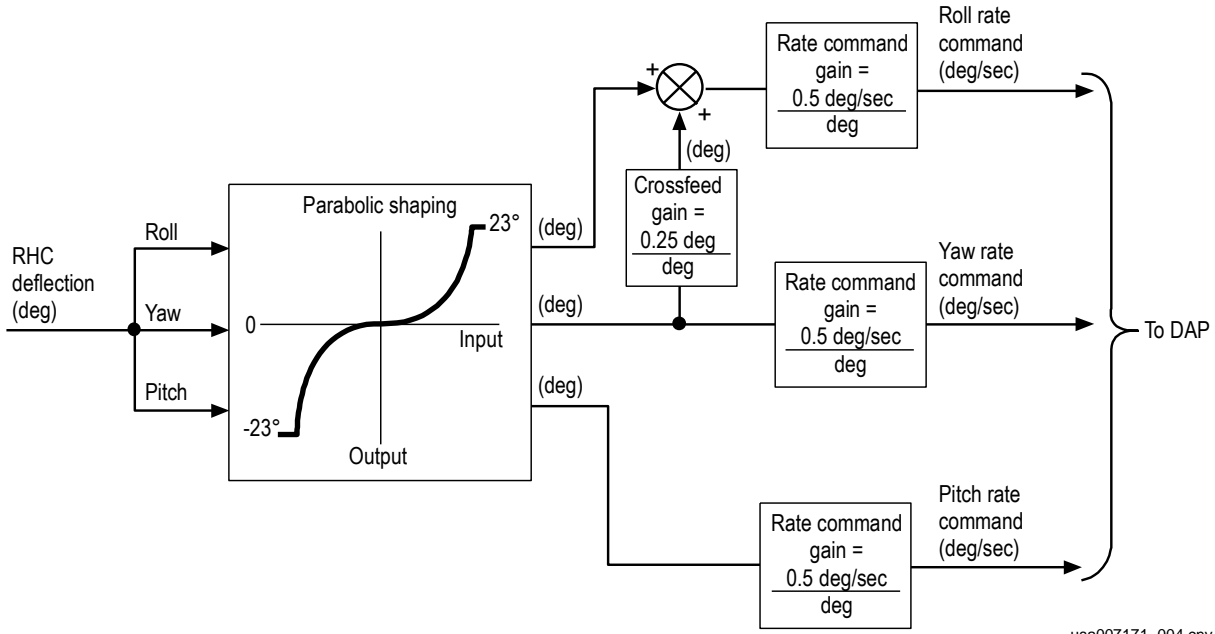 Roll rate
command
(deg/sec)
Rate command
gain =
0.5 deg/sec
deg
+
+
(deg)
Crossfeed
gain =
0.25 deg
deg
Parabolic shaping
23°
(deg)
RHC
deflection
(deg)
Roll
Yaw
Pitch
0
Input
-23°
Output
(deg)
(deg)
Rate command
gain =
0.5 deg/sec
deg
Yaw rate
command
(deg/sec)
To DAP
Rate command
gain =
0.5 deg/sec
deg
Pitch rate
command
(deg/sec)